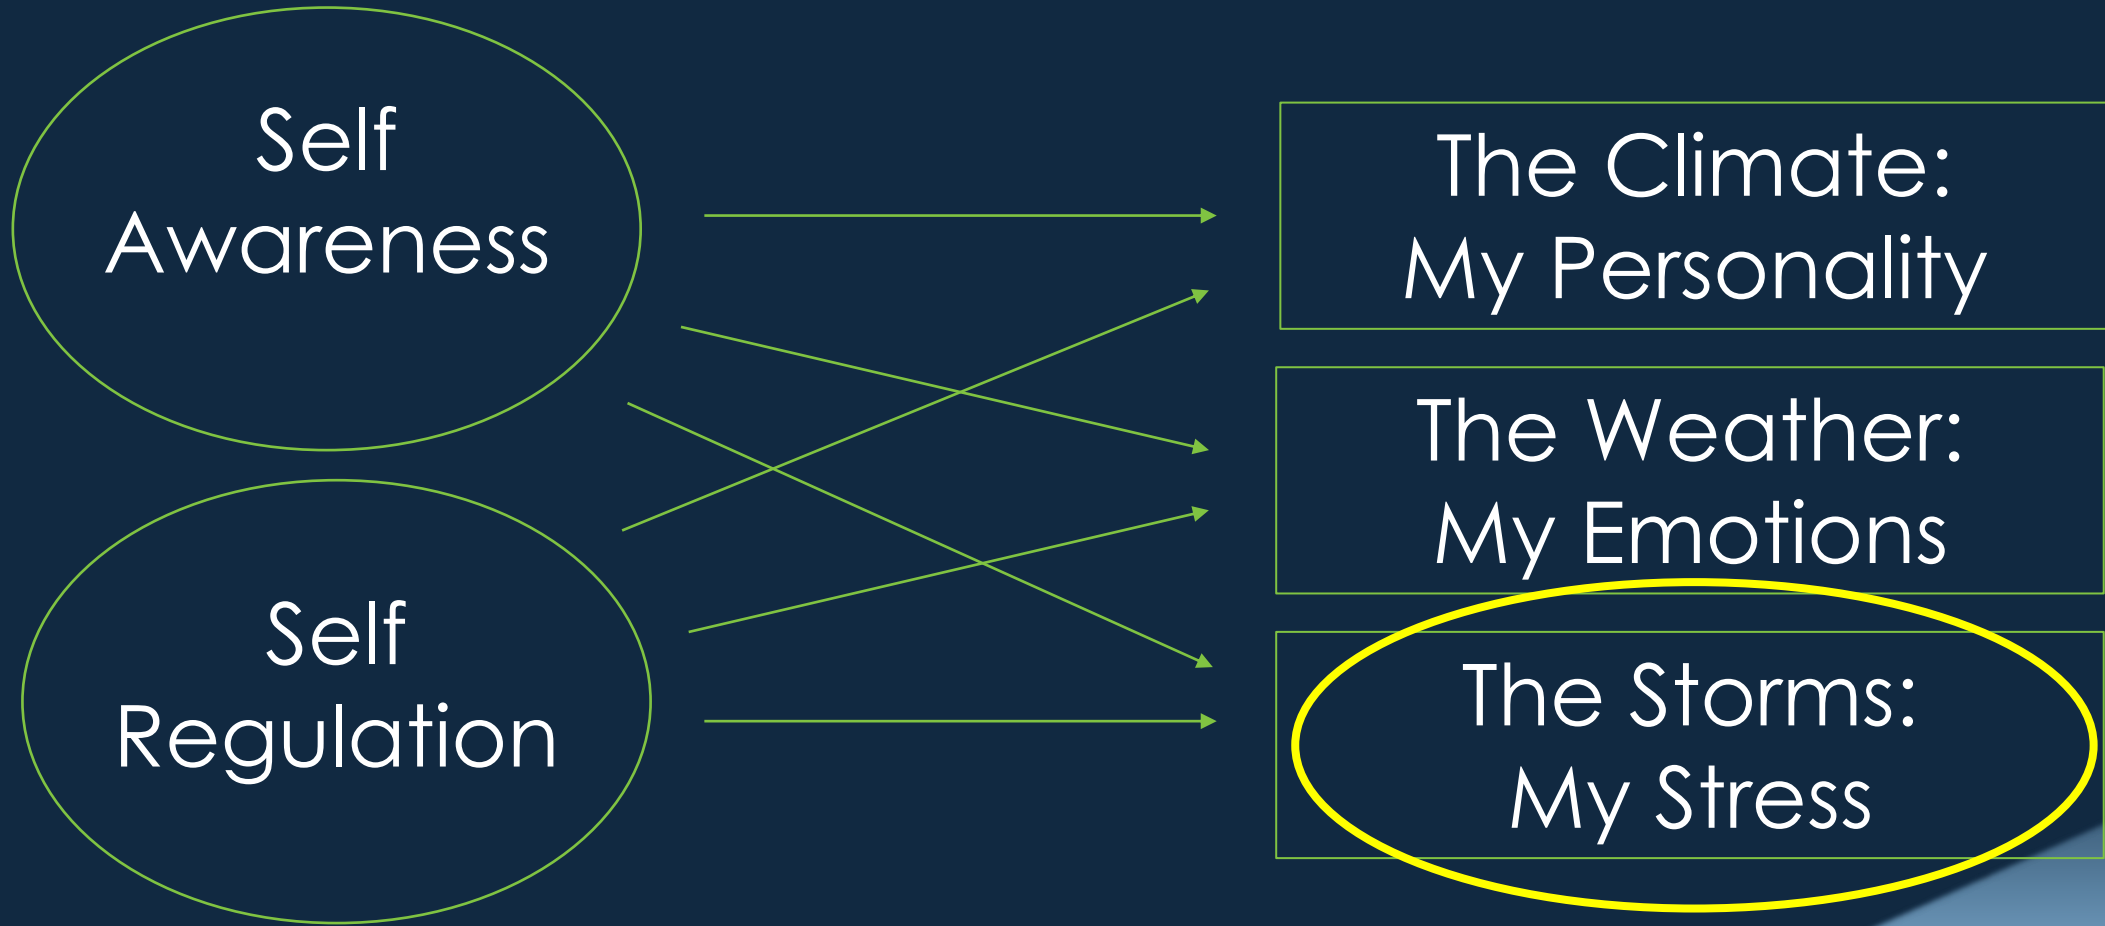 Self
Awareness
Self
Regulation
The Climate:
My Personality
The Weather:
My Emotions
The Storms:
My Stress